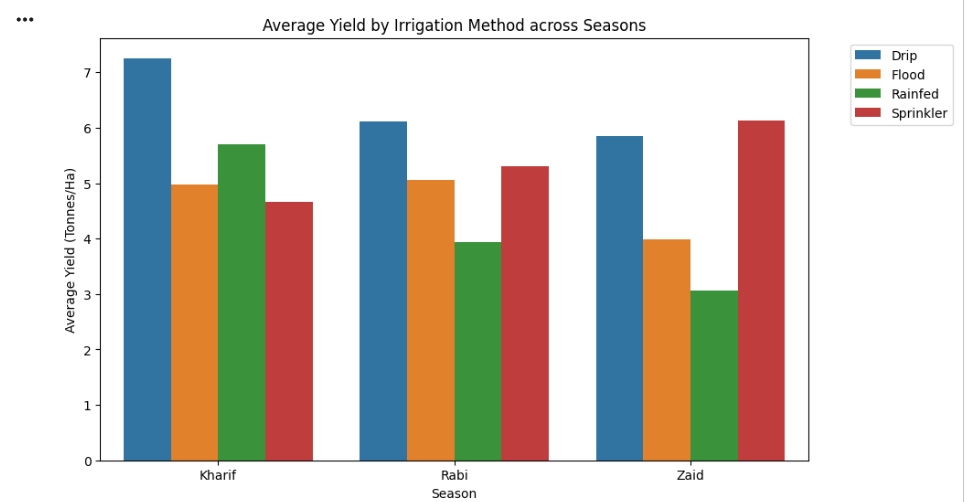 Average Yield by Irrigation Method across Seasons
Drip
Flood
Rainfed
Sprinkler
Average Yield (Tonnes/Ha)
7
6
5
4
3
2
1
0
Kharif Rabi Zaid
Season